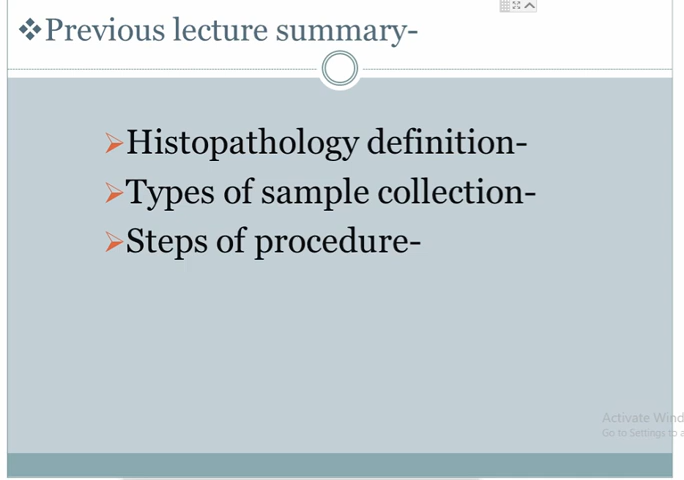 ❖Previous lecture summary-
➢Histopathology definition-
➢Types of sample collection-
➢Steps of procedure-
Activate Wind
Go to Settings to a